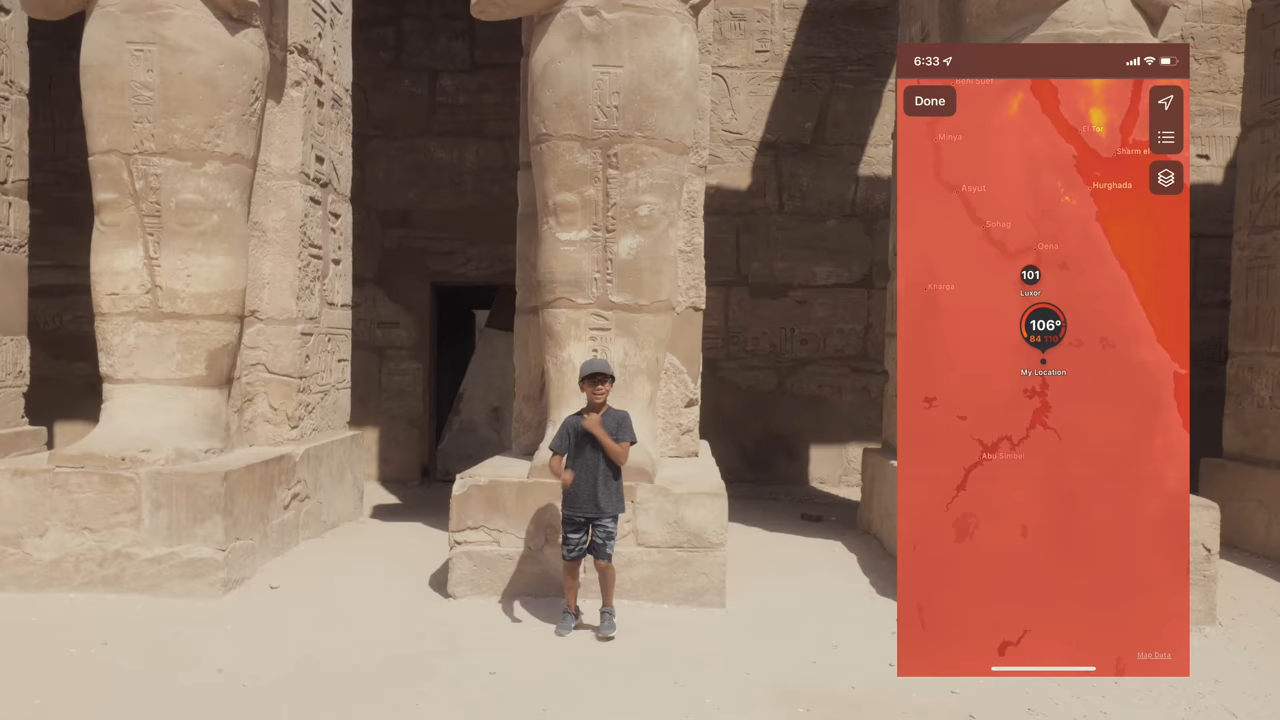 6:33
Beni Suef
Done
El Tor
Minya
Sharm el
Asyut
Hurghada
Sohag
Qena
101
Luxor
Kharga
106°
84 110
My Location
Abu Simbel
Map Data